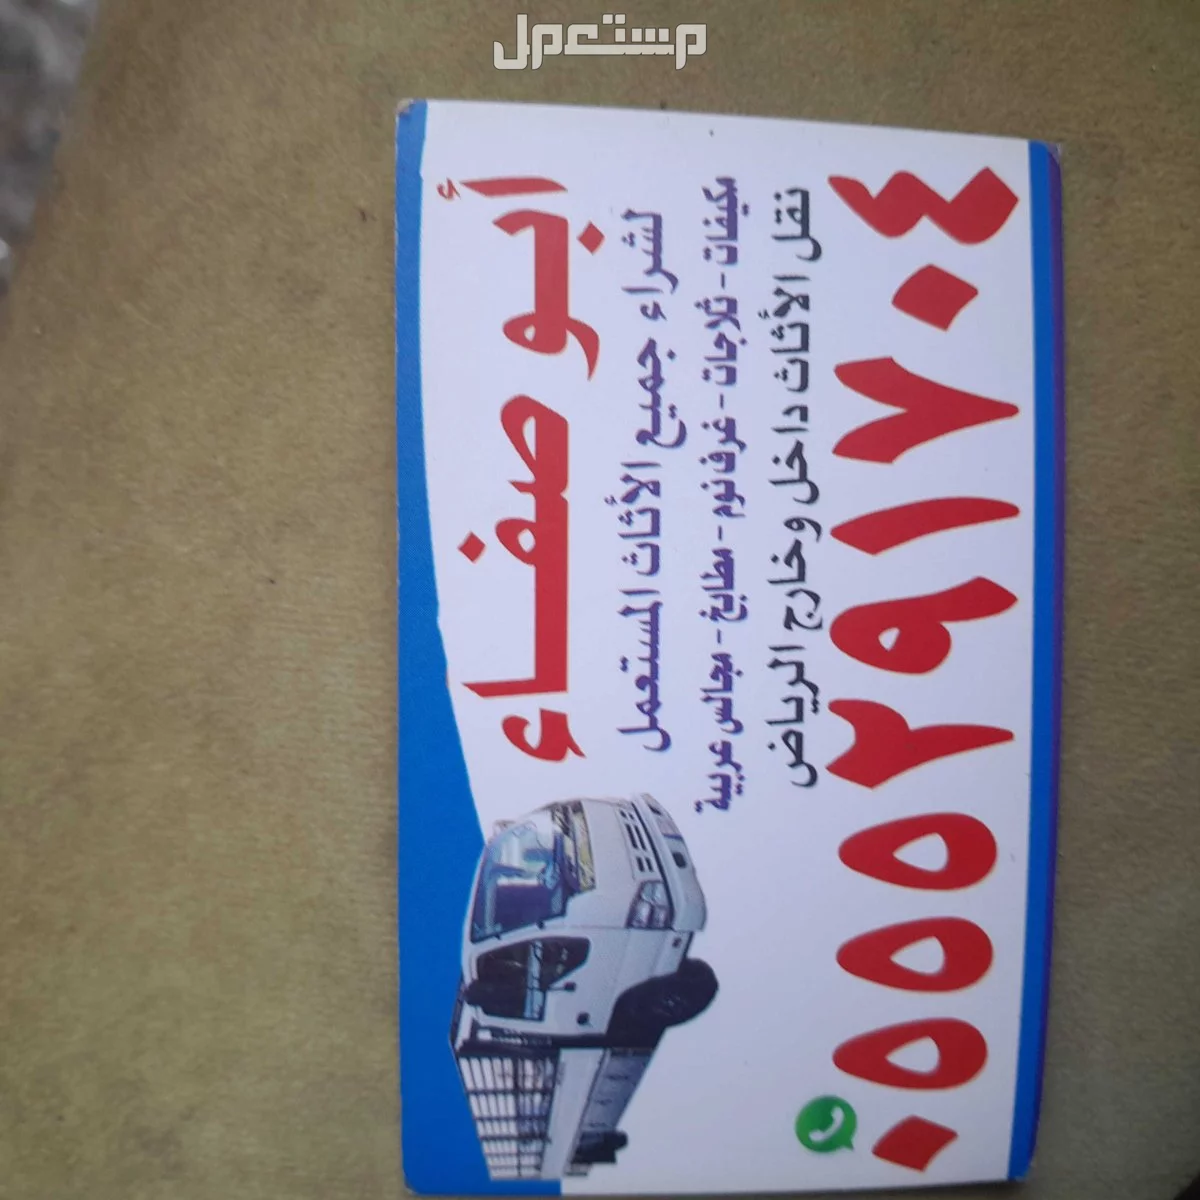 مستعمل
أبو صفاء
لشراء جميع الأثاث المستعمل
مكيفات - ثلاجات - غرف نوم - مطابخ - مجالس عربية
نقل الأثاث داخل وخارج الرياض
٠٥٥٥٢٩١٧٠٤